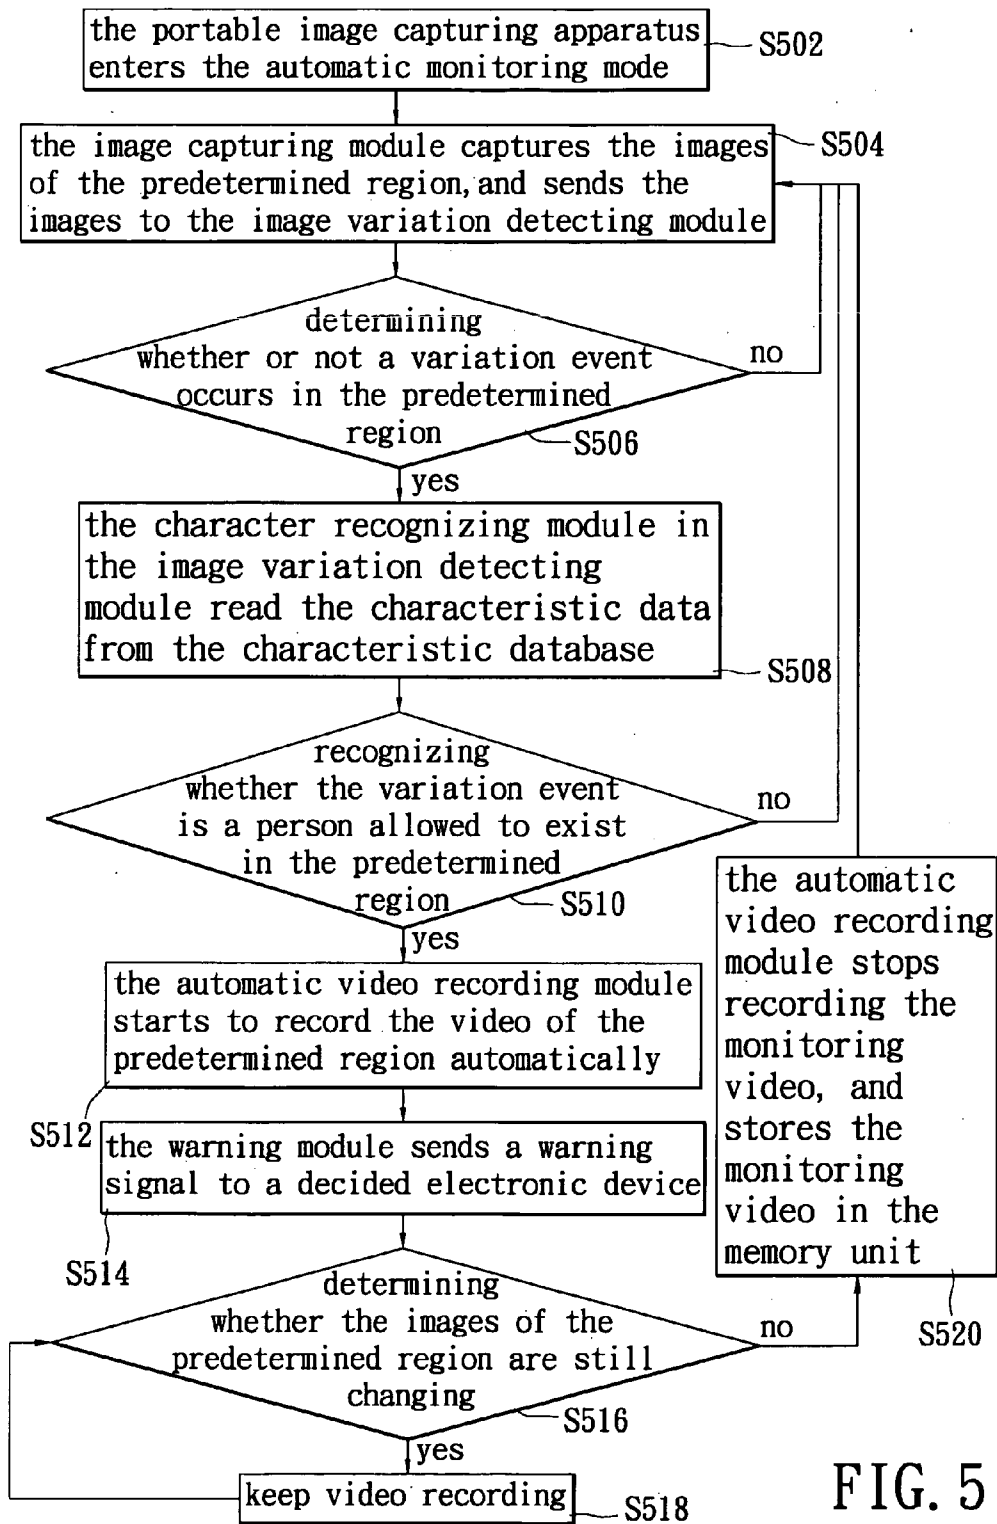 the portable image capturing apparatus
enters the automatic monitoring mode
S502
the image capturing module captures the images
of the predetermined region, and sends the
images to the image variation detecting module
S504
determining
whether or not a variation event
occurs in the predetermined
region
S506
no
yes
the character recognizing module in
the image variation detecting
module read the characteristic data
from the characteristic database
S508
recognizing
whether the variation event
is a person allowed to exist
in the predetermined
region
S510
no
yes
the automatic video recording module
starts to record the video of the
predetermined region automatically
S512
the warning module sends a warning
signal to a decided electronic device
S514
determining
whether the images of the
predetermined region are still
changing
S516
no
yes
keep video recording
S518
the automatic
video recording
module stops
recording the
monitoring
video, and
stores the
monitoring
video in the
memory unit
S520
FIG. 5